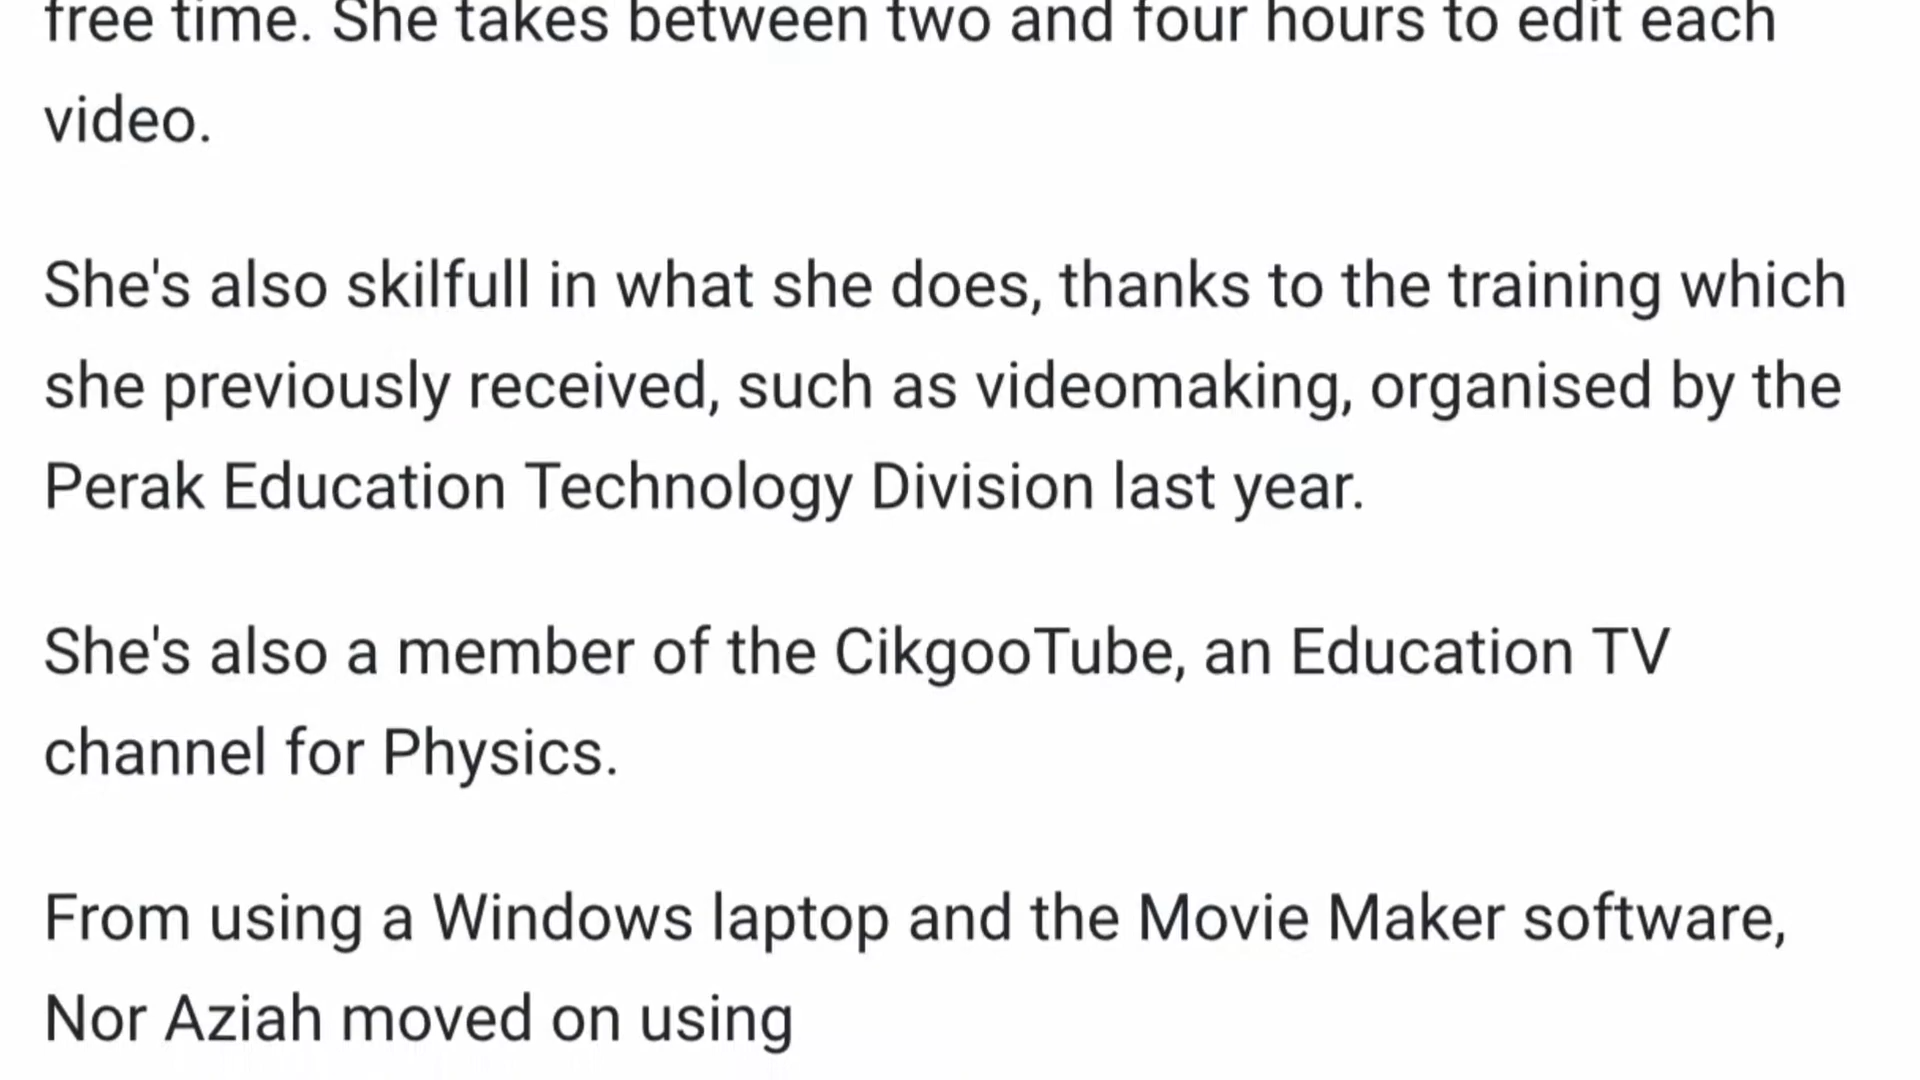 free time. She takes between two and four hours to edit each
video.
She's also skilfull in what she does, thanks to the training which
she previously received, such as videomaking, organised by the
Perak Education Technology Division last year.
She's also a member of the CikgooTube, an Education TV
channel for Physics.
From using a Windows laptop and the Movie Maker software,
Nor Aziah moved on using